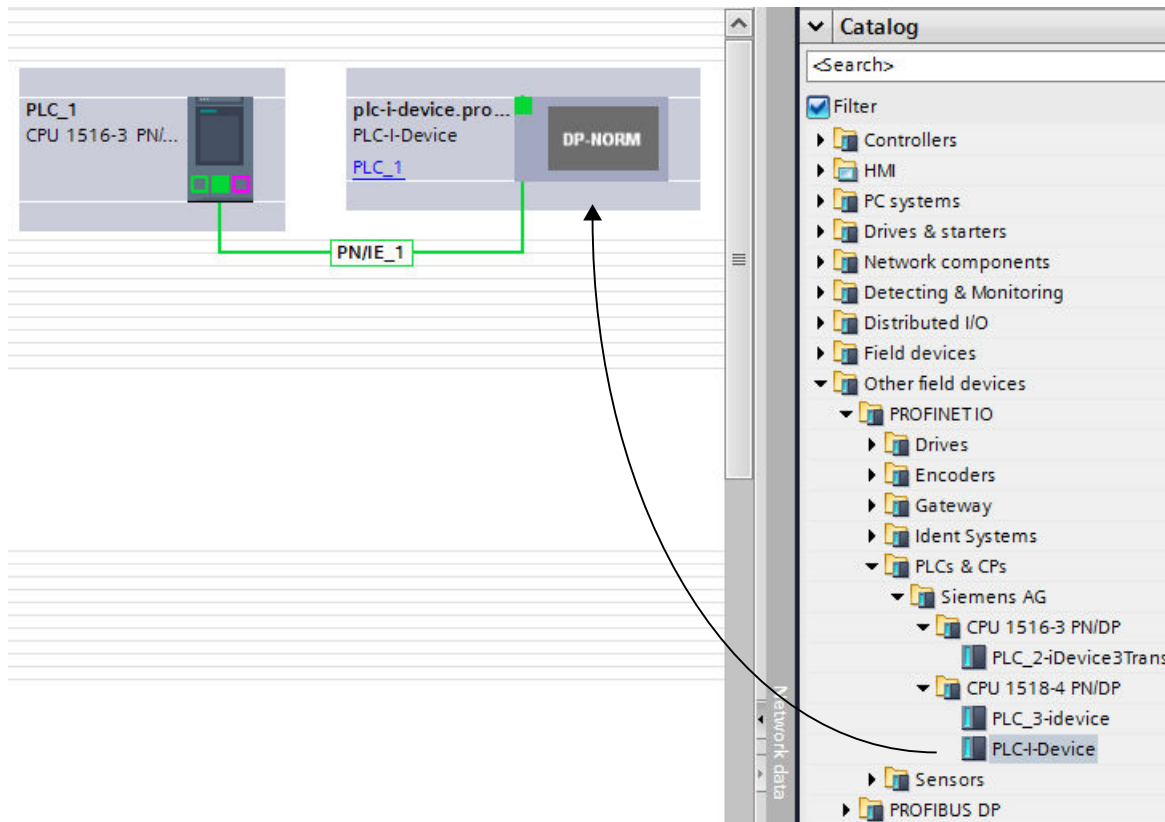 PLC_1
CPU 1516-3 PN/...
plc-i-device.pro...
PLC-I-Device
PLC_1
DP-NORM
PN/IE_1
Network data
Catalog
<Search>
Filter
Controllers
HMI
PC systems
Drives & starters
Network components
Detecting & Monitoring
Distributed I/O
Field devices
Other field devices
PROFINET IO
Drives
Encoders
Gateway
Ident Systems
PLCs & CPs
Siemens AG
CPU 1516-3 PN/DP
PLC_2-iDevice3Trans
CPU 1518-4 PN/DP
PLC_3-idevice
PLC-I-Device
Sensors
PROFIBUS DP